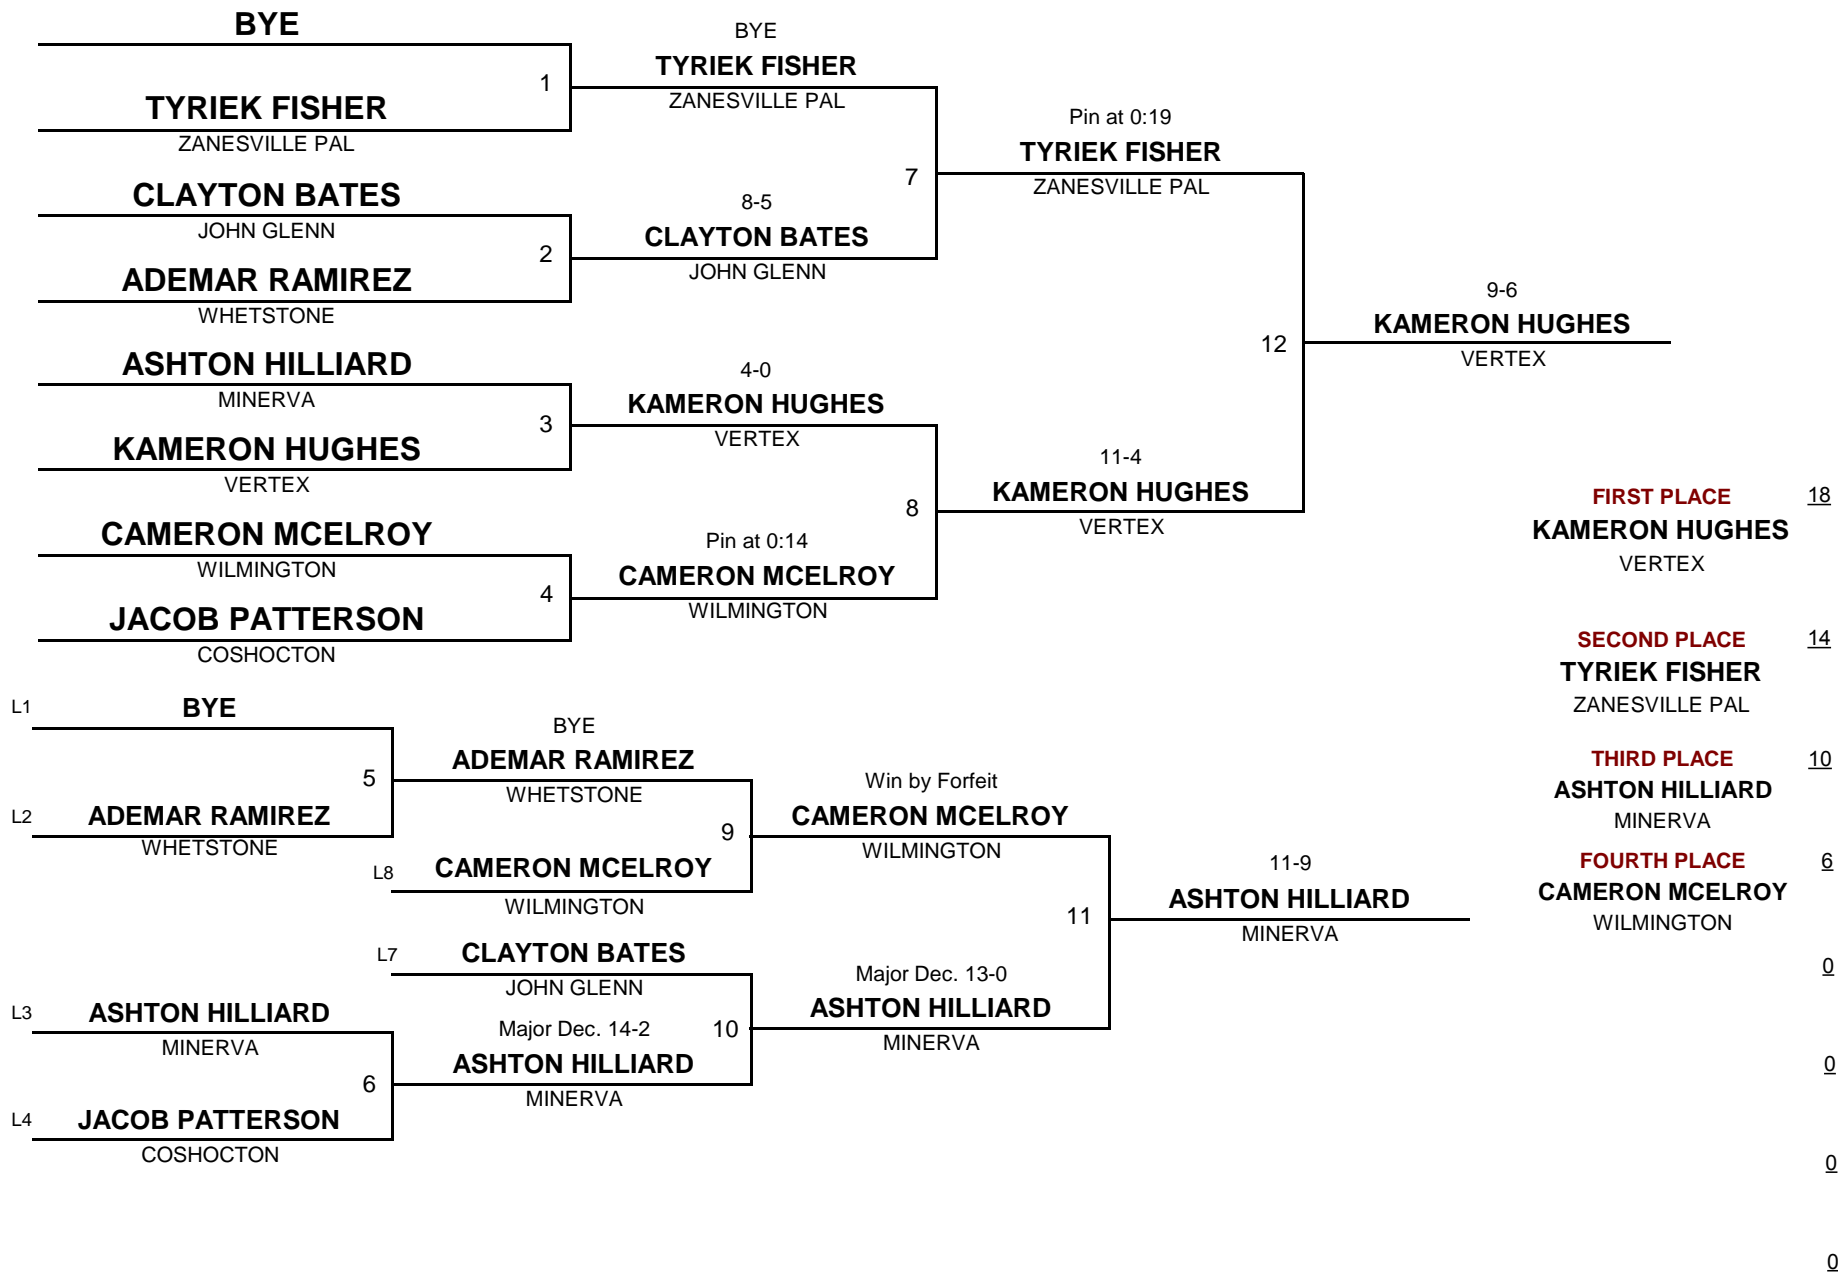 BYE
1
TYRIEK FISHER
ZANESVILLE PAL
CLAYTON BATES
JOHN GLENN
2
ADEMAR RAMIREZ
WHETSTONE
ASHTON HILLIARD
MINERVA
3
KAMERON HUGHES
VERTEX
CAMERON MCELROY
WILMINGTON
4
JACOB PATTERSON
COSHOCTON
BYE
TYRIEK FISHER
ZANESVILLE PAL
7
8-5
CLAYTON BATES
JOHN GLENN
4-0
KAMERON HUGHES
VERTEX
8
Pin at 0:14
CAMERON MCELROY
WILMINGTON
Pin at 0:19
TYRIEK FISHER
ZANESVILLE PAL
12
11-4
KAMERON HUGHES
VERTEX
9-6
KAMERON HUGHES
VERTEX
L1 BYE
5
L2 ADEMAR RAMIREZ
WHETSTONE
L3 ASHTON HILLIARD
MINERVA
6
L4 JACOB PATTERSON
COSHOCTON
BYE
ADEMAR RAMIREZ
WHETSTONE
9
L8 CAMERON MCELROY
WILMINGTON
L7 CLAYTON BATES
JOHN GLENN
Major Dec. 14-2 10
ASHTON HILLIARD
MINERVA
Win by Forfeit
CAMERON MCELROY
WILMINGTON
11
Major Dec. 13-0
ASHTON HILLIARD
MINERVA
11-9
ASHTON HILLIARD
MINERVA
FIRST PLACE 18
KAMERON HUGHES
VERTEX
SECOND PLACE 14
TYRIEK FISHER
ZANESVILLE PAL
THIRD PLACE 10
ASHTON HILLIARD
MINERVA
FOURTH PLACE 6
CAMERON MCELROY
WILMINGTON
0
0
0
0